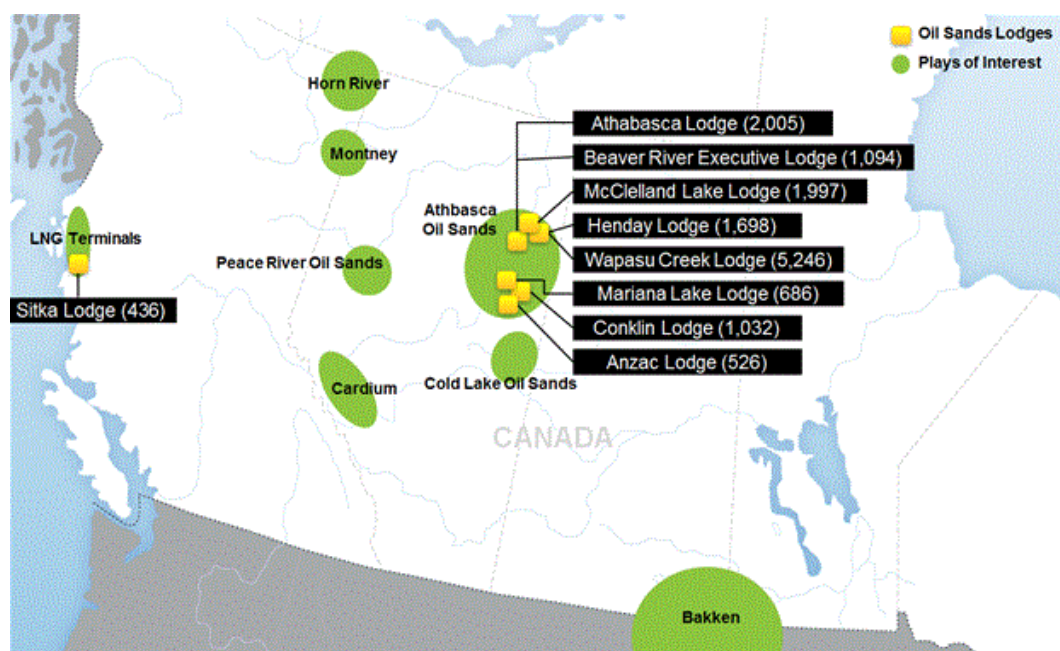 Oil Sands Lodges
Plays of Interest
Horn River
Montney
Athbasca
Oil Sands
LNG Terminals
Peace River Oil Sands
Sitka Lodge (436)
Athabasca Lodge (2,005)
Beaver River Executive Lodge (1,094)
McClelland Lake Lodge (1,997)
Henday Lodge (1,698)
Wapasu Creek Lodge (5,246)
Mariana Lake Lodge (686)
Conklin Lodge (1,032)
Anzac Lodge (526)
Cardium
Cold Lake Oil Sands
CANADA
Bakken